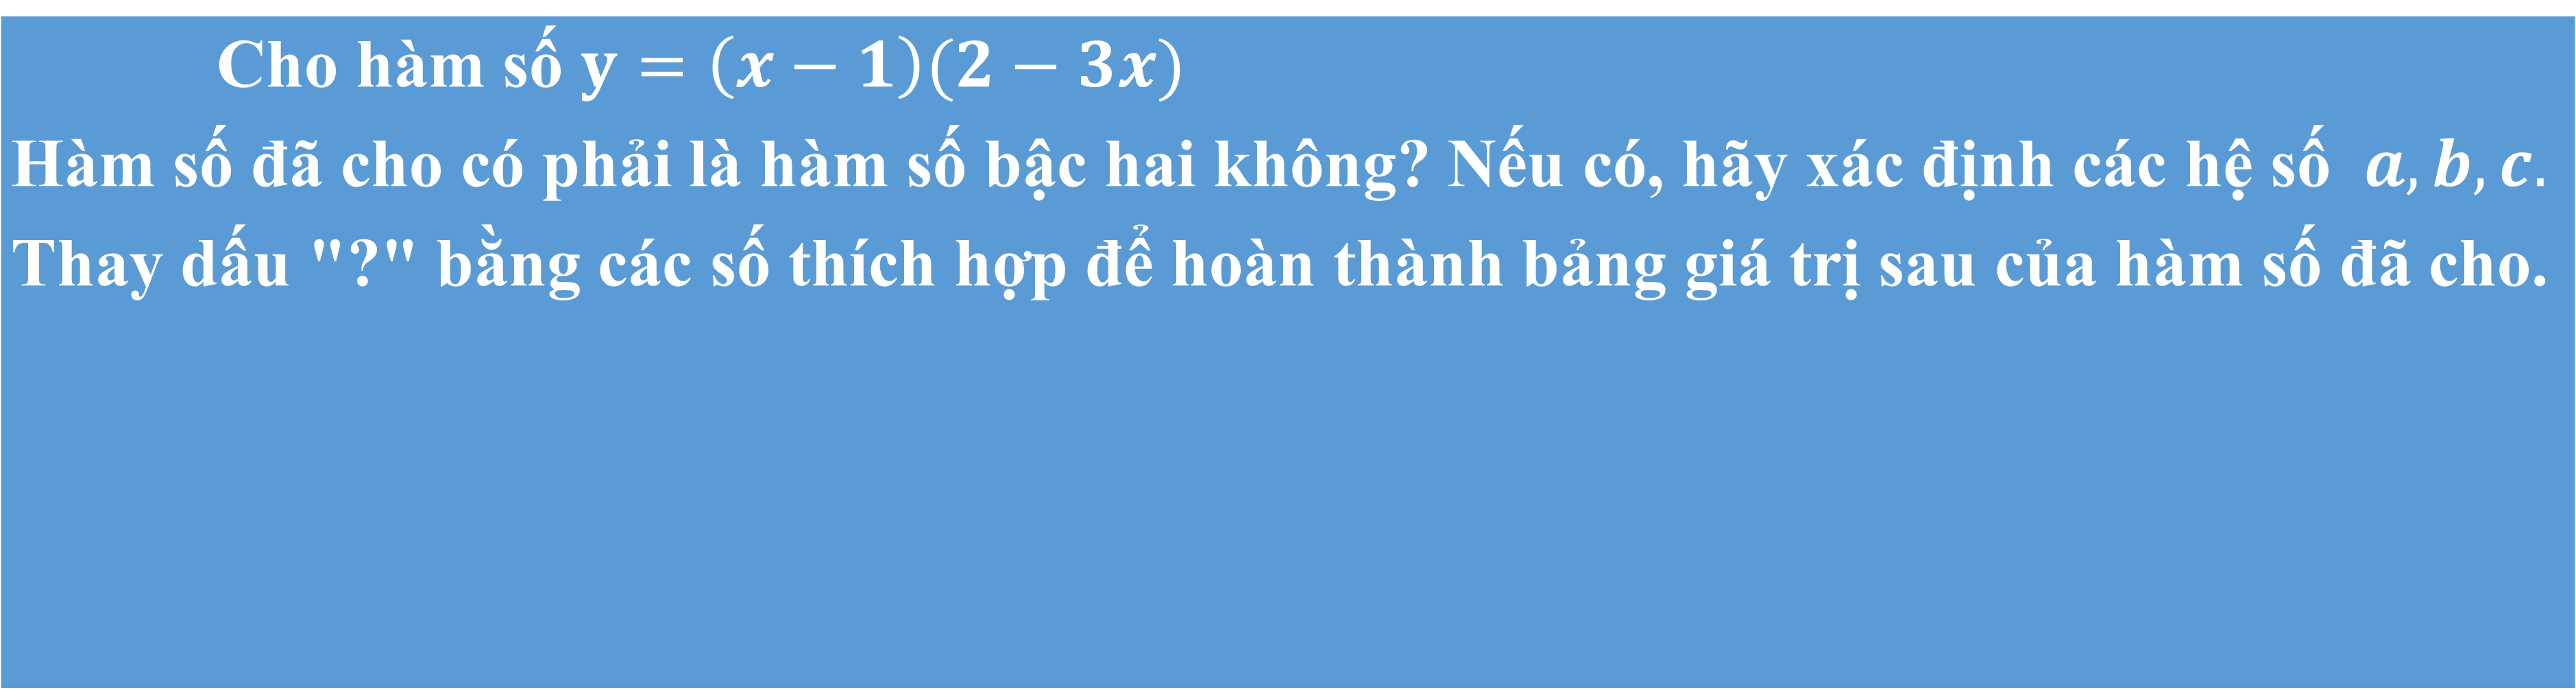 Cho hàm số y = (x − 1)(2 − 3x)
Hàm số đã cho có phải là hàm số bậc hai không? Nếu có, hãy xác định các hệ số a, b, c.
Thay dấu "?" bằng các số thích hợp để hoàn thành bảng giá trị sau của hàm số đã cho.